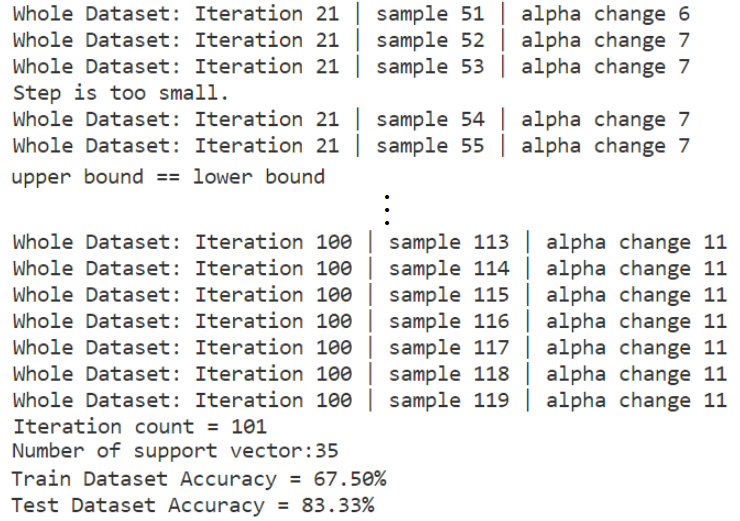 Whole Dataset: Iteration 21 | sample 51 | alpha change 6
Whole Dataset: Iteration 21 | sample 52 | alpha change 7
Whole Dataset: Iteration 21 | sample 53 | alpha change 7
Step is too small.
Whole Dataset: Iteration 21 | sample 54 | alpha change 7
Whole Dataset: Iteration 21 | sample 55 | alpha change 7
upper bound == lower bound
⋮
Whole Dataset: Iteration 100 | sample 113 | alpha change 11
Whole Dataset: Iteration 100 | sample 114 | alpha change 11
Whole Dataset: Iteration 100 | sample 115 | alpha change 11
Whole Dataset: Iteration 100 | sample 116 | alpha change 11
Whole Dataset: Iteration 100 | sample 117 | alpha change 11
Whole Dataset: Iteration 100 | sample 118 | alpha change 11
Whole Dataset: Iteration 100 | sample 119 | alpha change 11
Iteration count = 101
Number of support vector:35
Train Dataset Accuracy = 67.50%
Test Dataset Accuracy = 83.33%